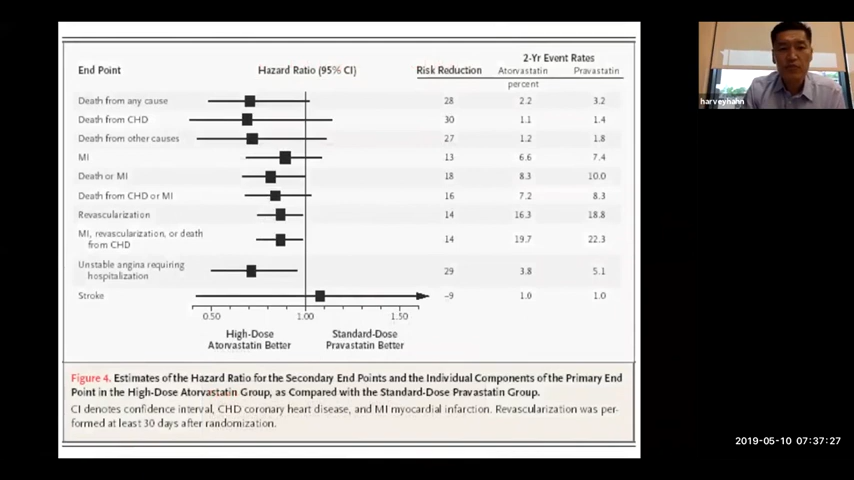 2-Yr Event Rates
End Point Hazard Ratio (95% CI) Risk Reduction Atorvastatin Pravastatin
percent
Death from any cause 28 2.2 3.2
Death from CHD 30 1.1 1.4
Death from other causes 27 1.2 1.8
MI 13 6.6 7.4
Death or MI 18 8.3 10.0
Death from CHD or MI 16 7.2 8.3
Revascularization 14 16.3 18.8
MI, revascularization, or death
from CHD 14 19.7 22.3
Unstable angina requiring
hospitalization 29 3.8 5.1
Stroke -9 1.0 1.0
0.50 1.00 1.50
High-Dose Standard-Dose
Atorvastatin Better Pravastatin Better
Figure 4. Estimates of the Hazard Ratio for the Secondary End Points and the Individual Components of the Primary End
Point in the High-Dose Atorvastatin Group, as Compared with the Standard-Dose Pravastatin Group.
CI denotes confidence interval, CHD coronary heart disease, and MI myocardial infarction. Revascularization was per-
formed at least 30 days after randomization.
harveyhahn
2019-05-10 07:37:27